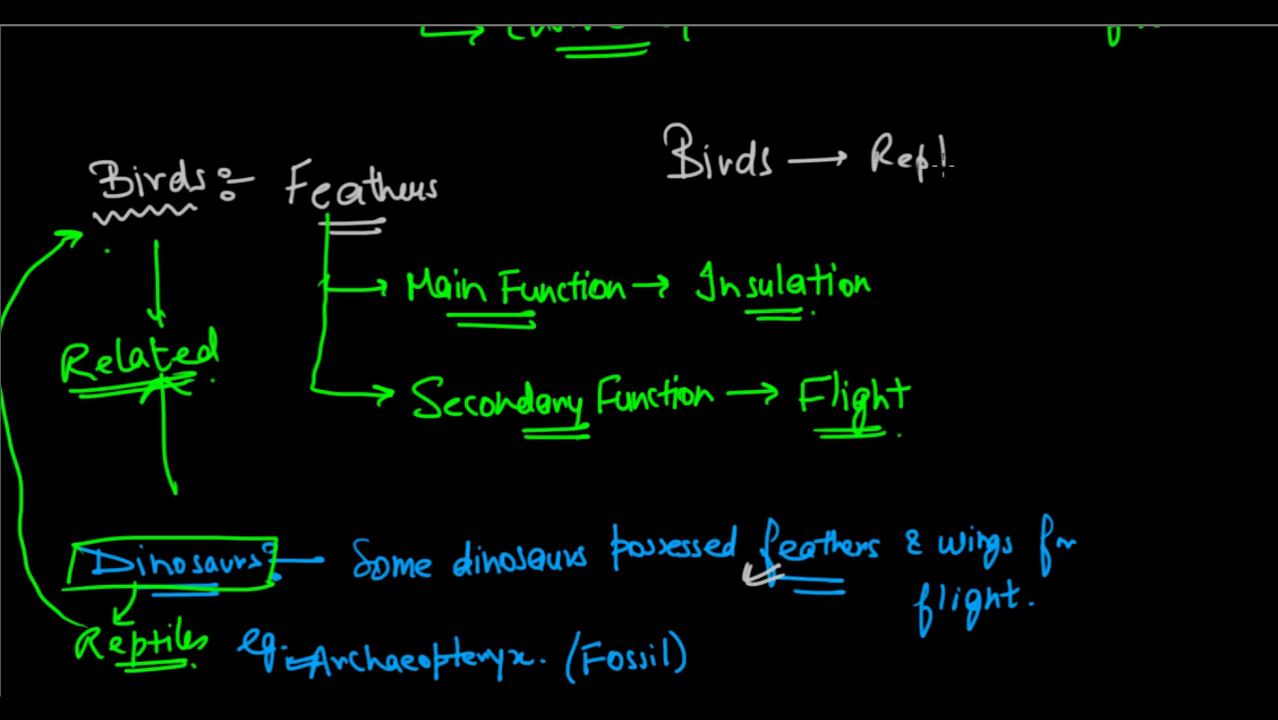 Birds:- Feathers
Birds → Rept
Main Function → Insulation.
Related.
Secondary Function → Flight.
Dinosaurs:- Some dinosaurs possessed feathers & wings for
flight.
Reptiles.
eg. Archaeopteryx. (Fossil)